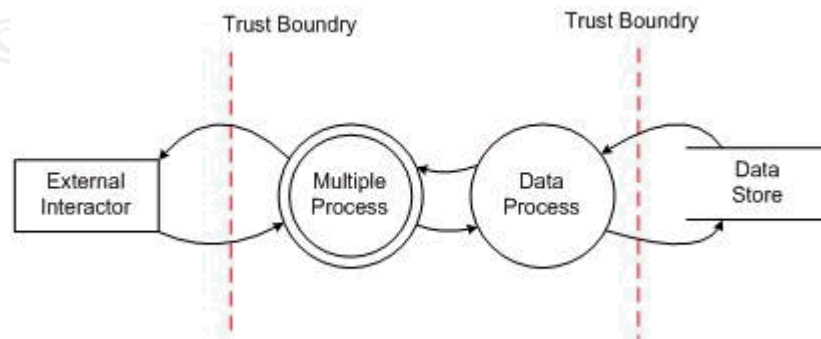 Trust Boundry
Trust Boundry
External
Interactor
Multiple
Process
Data
Process
Data
Store